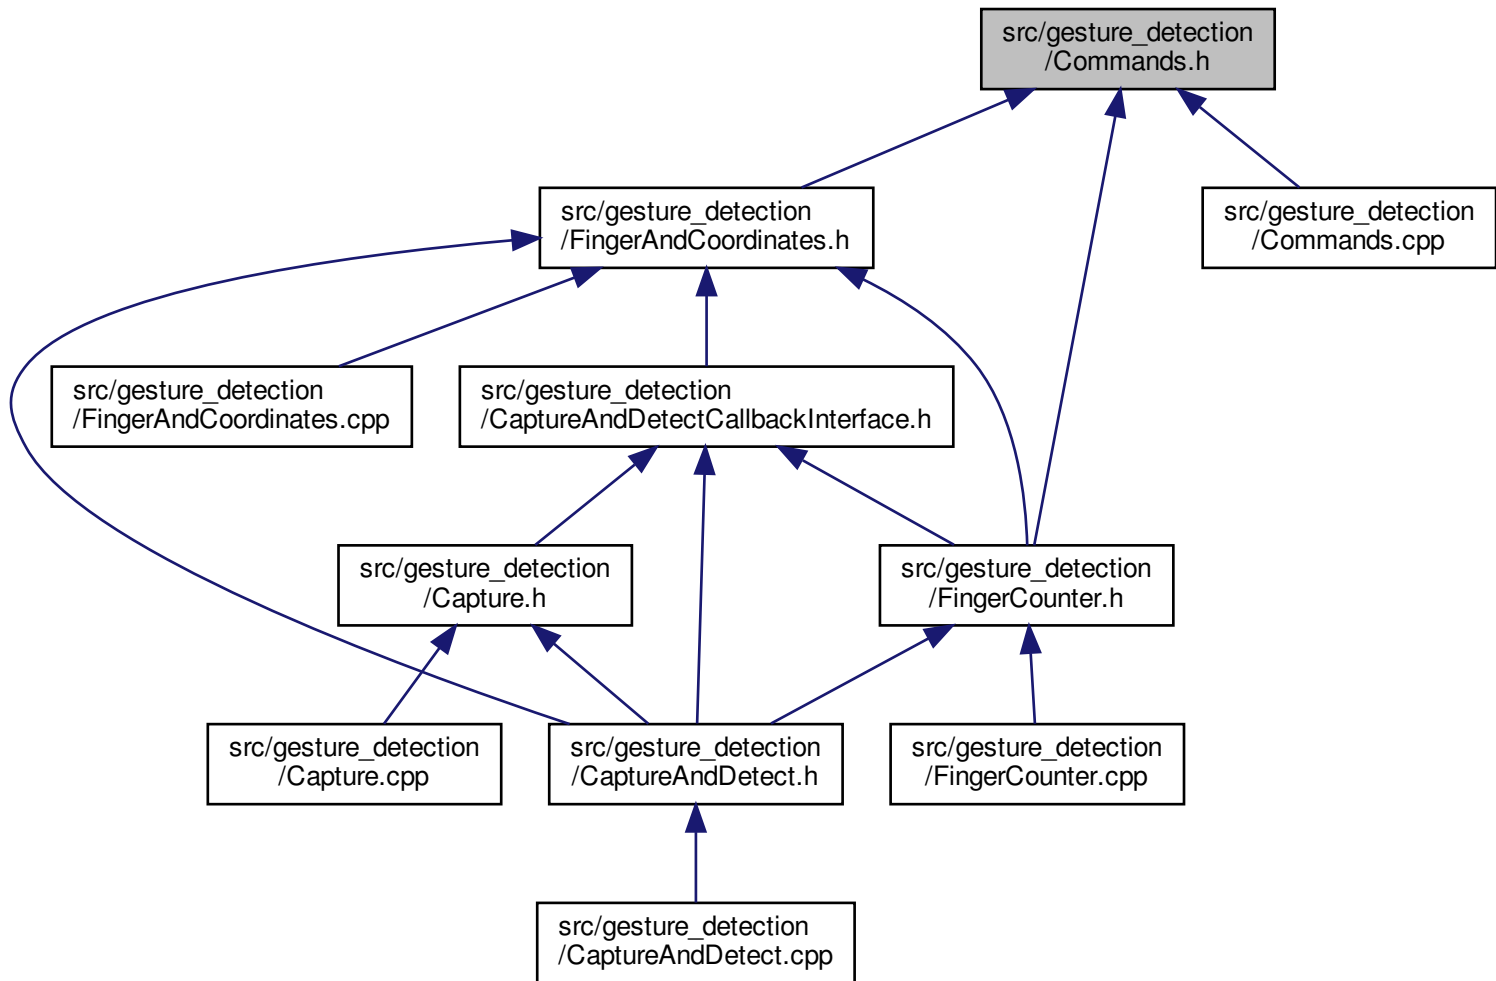 src/gesture_detection
/Commands.h
src/gesture_detection
/FingerAndCoordinates.h
src/gesture_detection
/Commands.cpp
src/gesture_detection
/FingerAndCoordinates.cpp
src/gesture_detection
/CaptureAndDetectCallbackInterface.h
src/gesture_detection
/Capture.h
src/gesture_detection
/FingerCounter.h
src/gesture_detection
/Capture.cpp
src/gesture_detection
/CaptureAndDetect.h
src/gesture_detection
/FingerCounter.cpp
src/gesture_detection
/CaptureAndDetect.cpp